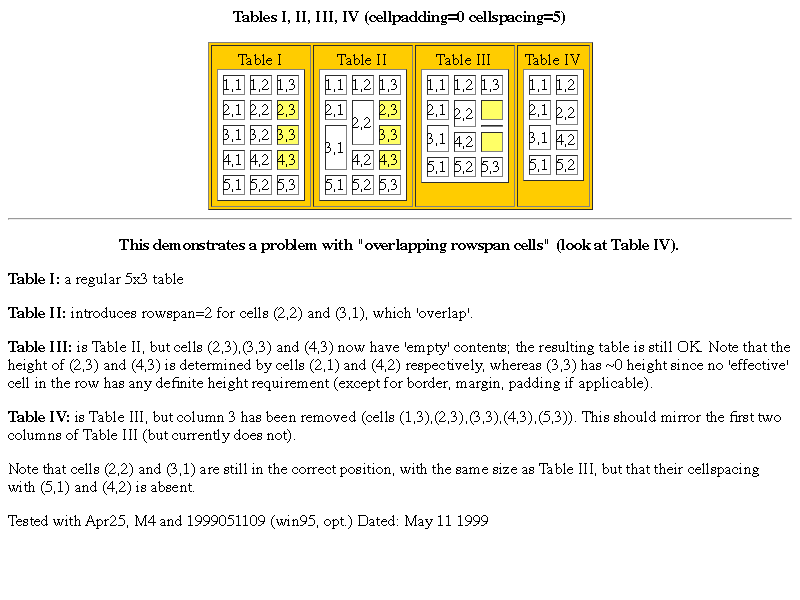 Tables I, II, III, IV (cellpadding=0 cellspacing=5)
Table I Table II Table III Table IV
1,1 1,2 1,3 1,1 1,2 1,3 1,1 1,2 1,3 1,1 1,2
2,1 2,2 2,3 2,1 2,2 2,3 2,1 2,2 2,1 2,2
3,1 3,2 3,3 3,1 3,3 3,1 4,2 3,1 4,2
4,1 4,2 4,3 4,2 4,3 5,1 5,2 5,3 5,1 5,2
5,1 5,2 5,3 5,1 5,2 5,3
This demonstrates a problem with "overlapping rowspan cells" (look at Table IV).
Table I: a regular 5x3 table
Table II: introduces rowspan=2 for cells (2,2) and (3,1), which 'overlap'.
Table III: is Table II, but cells (2,3),(3,3) and (4,3) now have 'empty' contents; the resulting table is still OK. Note that the
height of (2,3) and (4,3) is determined by cells (2,1) and (4,2) respectively, whereas (3,3) has ~0 height since no 'effective'
cell in the row has any definite height requirement (except for border, margin, padding if applicable).
Table IV: is Table III, but column 3 has been removed (cells (1,3),(2,3),(3,3),(4,3),(5,3)). This should mirror the first two
columns of Table III (but currently does not).
Note that cells (2,2) and (3,1) are still in the correct position, with the same size as Table III, but that their cellspacing
with (5,1) and (4,2) is absent.
Tested with Apr25, M4 and 1999051109 (win95, opt.) Dated: May 11 1999